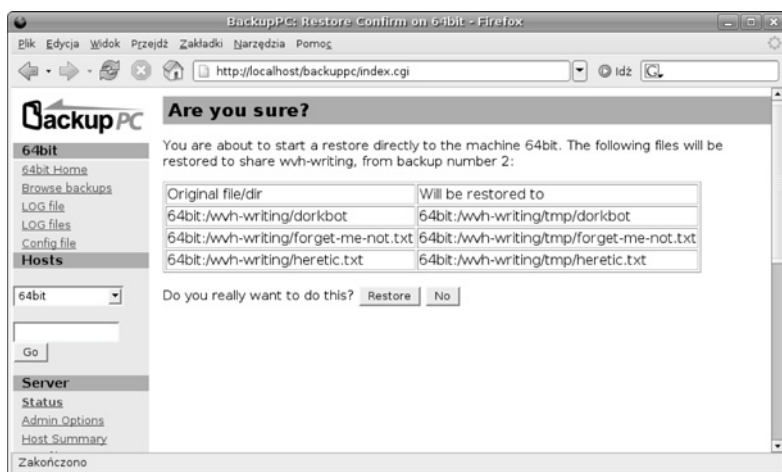 BackupPC: Restore Confirm on 64bit - Firefox
Plik Edycja Widok Przejdź Zakładki Narzędzia Pomoc
http://localhost/backuppc/index.cgi Idź
BackupPC
64bit
64bit Home
Browse backups
LOG file
LOG files
Config file
Hosts
64bit
Go
Server
Status
Admin Options
Host Summary
Are you sure?
You are about to start a restore directly to the machine 64bit. The following files will be
restored to share wvh-writing, from backup number 2:
Original file/dir Will be restored to
64bit:/wvh-writing/dorkbot 64bit:/wvh-writing/tmp/dorkbot
64bit:/wvh-writing/forget-me-not.txt 64bit:/wvh-writing/tmp/forget-me-not.txt
64bit:/wvh-writing/heretic.txt 64bit:/wvh-writing/tmp/heretic.txt
Do you really want to do this? Restore No
Zakończono